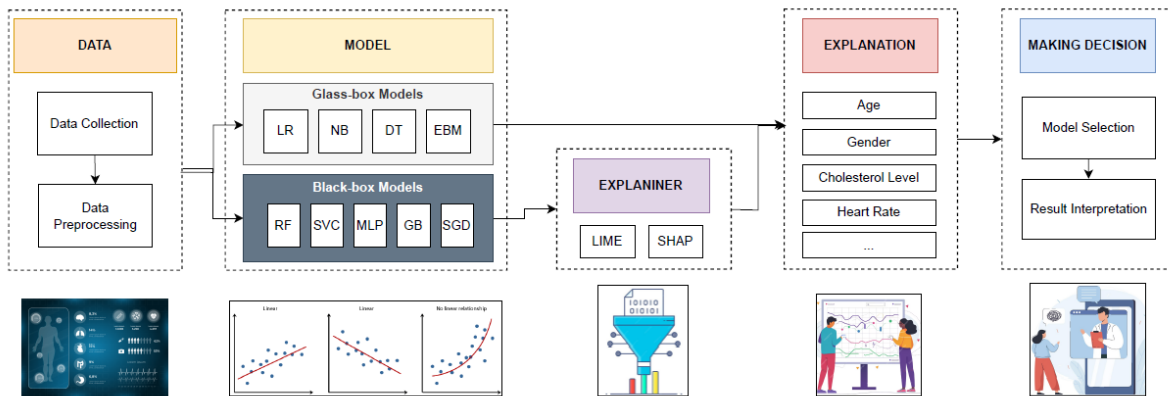 DATA
Data Collection
Data
Preprocessing
MODEL
Glass-box Models
LR
NB
DT
EBM
Black-box Models
RF
SVC
MLP
GB
SGD
EXPLANINER
LIME
SHAP
EXPLANATION
Age
Gender
Cholesterol Level
Heart Rate
...
MAKING DECISION
Model Selection
Result Interpretation
Linear
Linear
No linear relationship
010101
010101